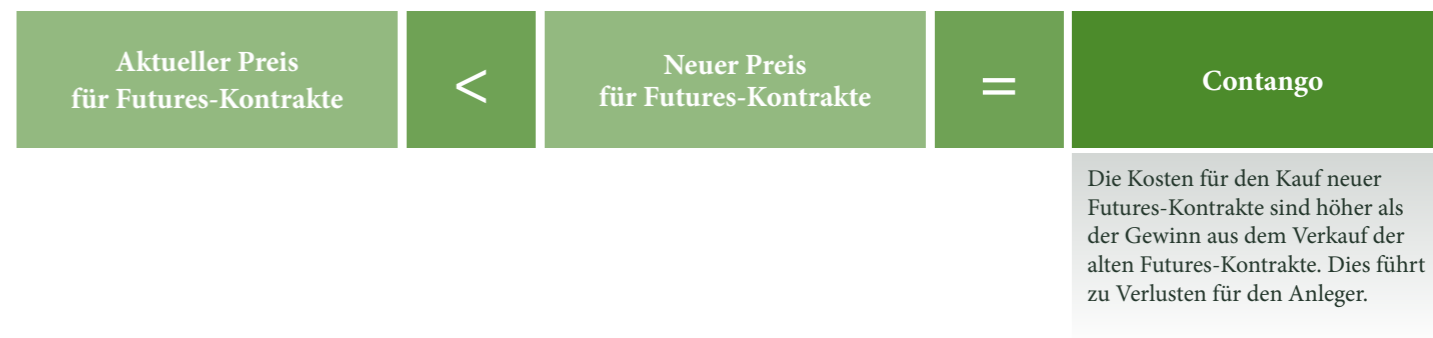 Aktueller Preis
für Futures-Kontrakte
<
Neuer Preis
für Futures-Kontrakte
=
Contango
Die Kosten für den Kauf neuer
Futures-Kontrakte sind höher als
der Gewinn aus dem Verkauf der
alten Futures-Kontrakte. Dies führt
zu Verlusten für den Anleger.